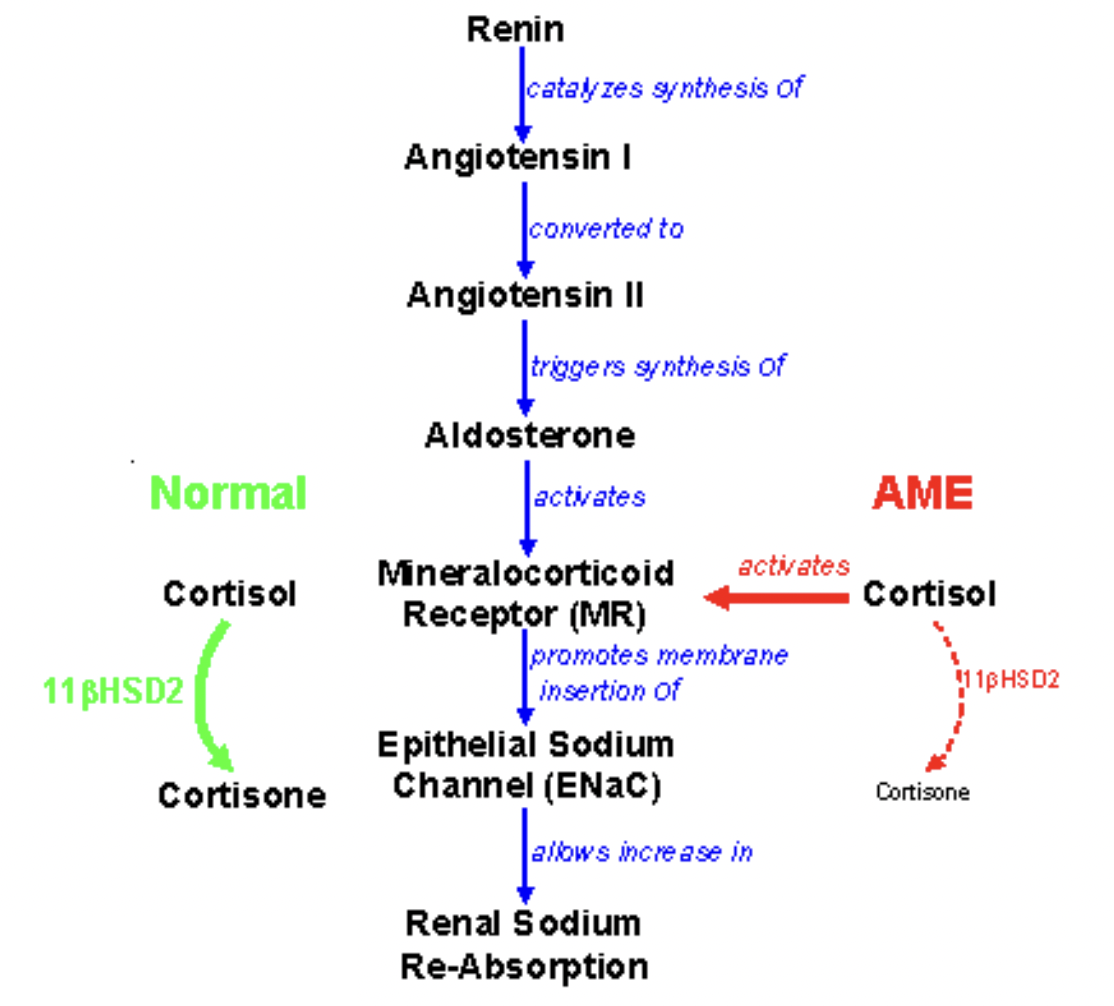 Renin
catalyzes synthesis Of
Angiotensin I
converted to
Angiotensin II
triggers synthesis Of
Aldosterone
Normal
AME
activates
Mineralocorticoid
Receptor (MR)
activates
Cortisol
Cortisol
promotes membrane
insertion Of
11βHSD2
11βHSD2
Epithelial Sodium
Channel (ENaC)
Cortisone
Cortisone
allows increase in
Renal Sodium
Re-Absorption